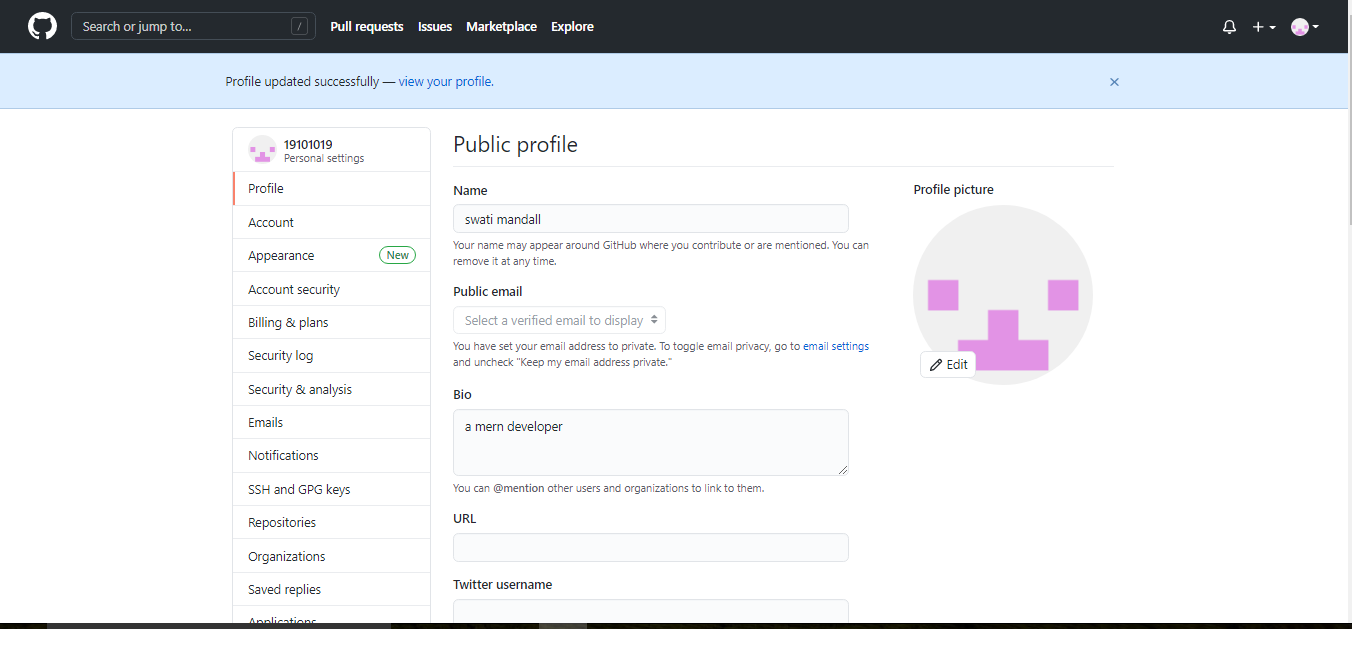 Search or jump to...
/
Pull requests
Issues
Marketplace
Explore
Profile updated successfully — view your profile.
19101019
Personal settings
Profile
Account
Appearance
New
Account security
Billing & plans
Security log
Security & analysis
Emails
Notifications
SSH and GPG keys
Repositories
Organizations
Saved replies
Applications
Public profile
Name
swati mandall
Your name may appear around GitHub where you contribute or are mentioned. You can
remove it at any time.
Public email
Select a verified email to display
You have set your email address to private. To toggle email privacy, go to email settings
and uncheck "Keep my email address private."
Bio
a mern developer
You can @mention other users and organizations to link to them.
URL
Twitter username
Profile picture
Edit